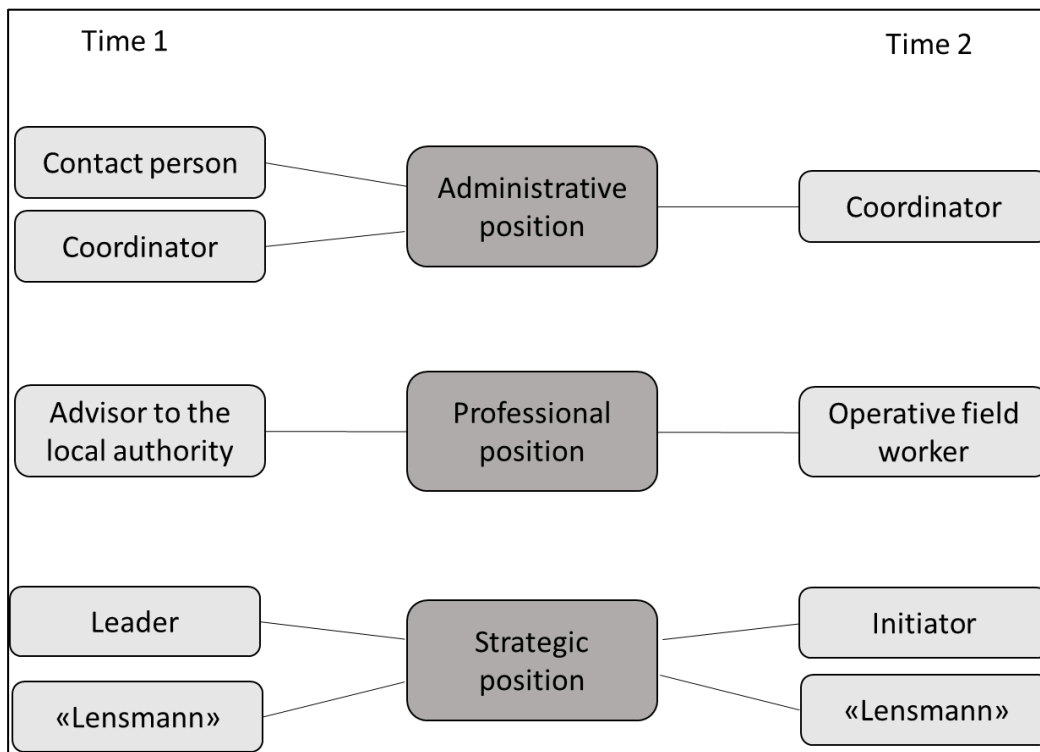 Time 1
Time 2
Contact person
Coordinator
Administrative
position
Coordinator
Advisor to the
local authority
Professional
position
Operative field
worker
Leader
«Lensmann»
Strategic
position
Initiator
«Lensmann»